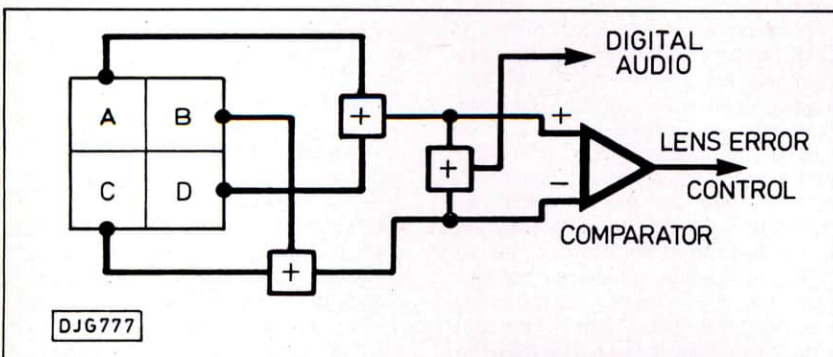 DIGITAL
AUDIO
A
B
+
+
LENS ERROR
C
D
+
−
CONTROL
COMPARATOR
+
DJG777